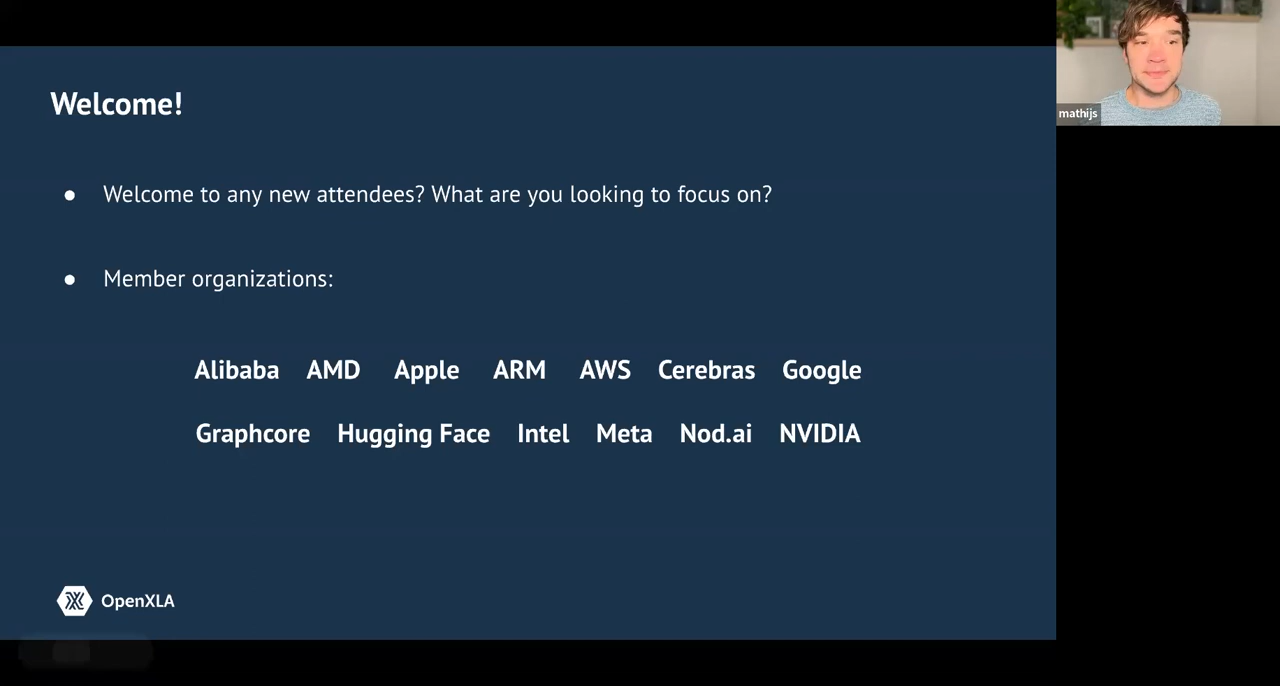 Welcome!
● Welcome to any new attendees? What are you looking to focus on?
● Member organizations:
Alibaba AMD Apple ARM AWS Cerebras Google
Graphcore Hugging Face Intel Meta Nod.ai NVIDIA
OpenXLA
mathijs